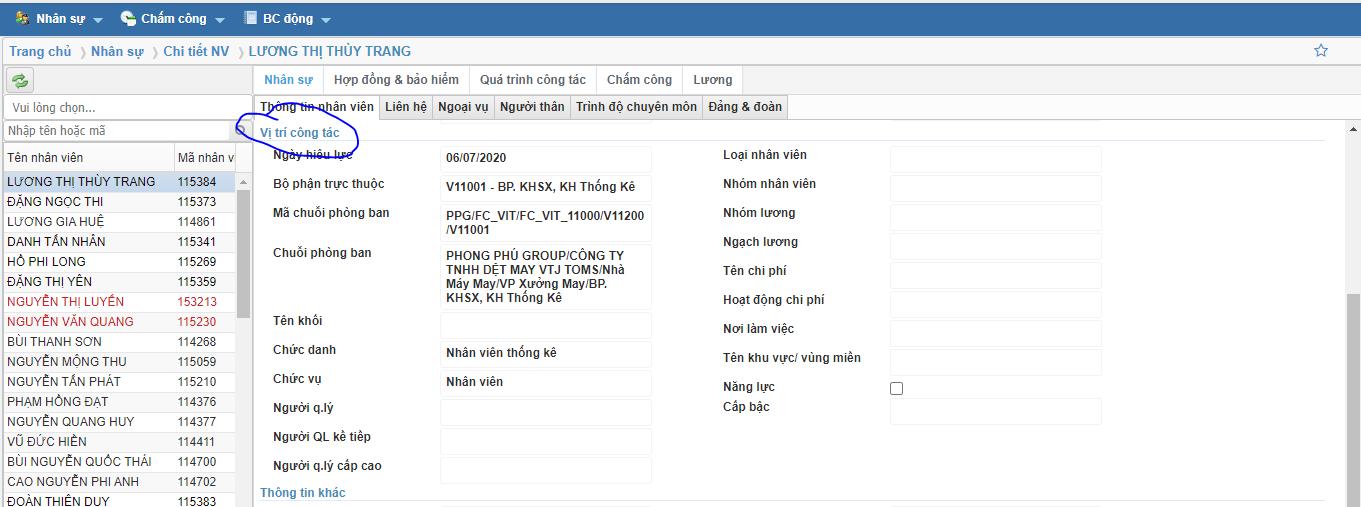 Nhân sự
Chấm công
BC động
Trang chủ
Nhân sự
Chi tiết NV
LƯƠNG THỊ THÙY TRANG
Vui lòng chọn...
Nhập tên hoặc mã
Tên nhân viên Mã nhân v
LƯƠNG THỊ THÙY TRANG 115384
ĐẶNG NGỌC THI 115373
LƯƠNG GIA HUỆ 114861
DANH TẤN NHÂN 115341
HỒ PHI LONG 115269
ĐẶNG THỊ YẾN 115359
NGUYỄN THỊ LUYẾN 153213
NGUYỄN VĂN QUANG 115230
BÙI THANH SƠN 114268
NGUYỄN MỘNG THU 115059
NGUYỄN TẤN PHÁT 115210
PHẠM HỒNG ĐẠT 114376
NGUYỄN QUANG HUY 114377
VŨ ĐỨC HIỀN 114411
BÙI NGUYỄN QUỐC THÁI 114700
CAO NGUYỄN PHI ANH 114702
ĐOÀN THIÊN DUY 115383
Nhân sự
Hợp đồng & bảo hiểm
Quá trình công tác
Chấm công
Lương
Thông tin nhân viên
Liên hệ
Ngoại vụ
Người thân
Trình độ chuyên môn
Đảng & đoàn
Vị trí công tác
Ngày hiệu lực 06/07/2020
Bộ phận trực thuộc V11001 - BP. KHSX, KH Thống Kê
Mã chuỗi phòng ban PPG/FC_VIT/FC_VIT_11000/V11200
/V11001
Chuỗi phòng ban PHONG PHÚ GROUP/CÔNG TY
TNHH DỆT MAY VTJ TOMS/Nhà
Máy May/VP Xưởng May/BP.
KHSX, KH Thống Kê
Tên khối
Chức danh Nhân viên thống kê
Chức vụ Nhân viên
Người q.lý
Người QL kề tiếp
Người q.lý cấp cao
Loại nhân viên
Nhóm nhân viên
Nhóm lương
Ngạch lương
Tên chi phí
Hoạt động chi phí
Nơi làm việc
Tên khu vực/ vùng miền
Năng lực
Cấp bậc
Thông tin khác